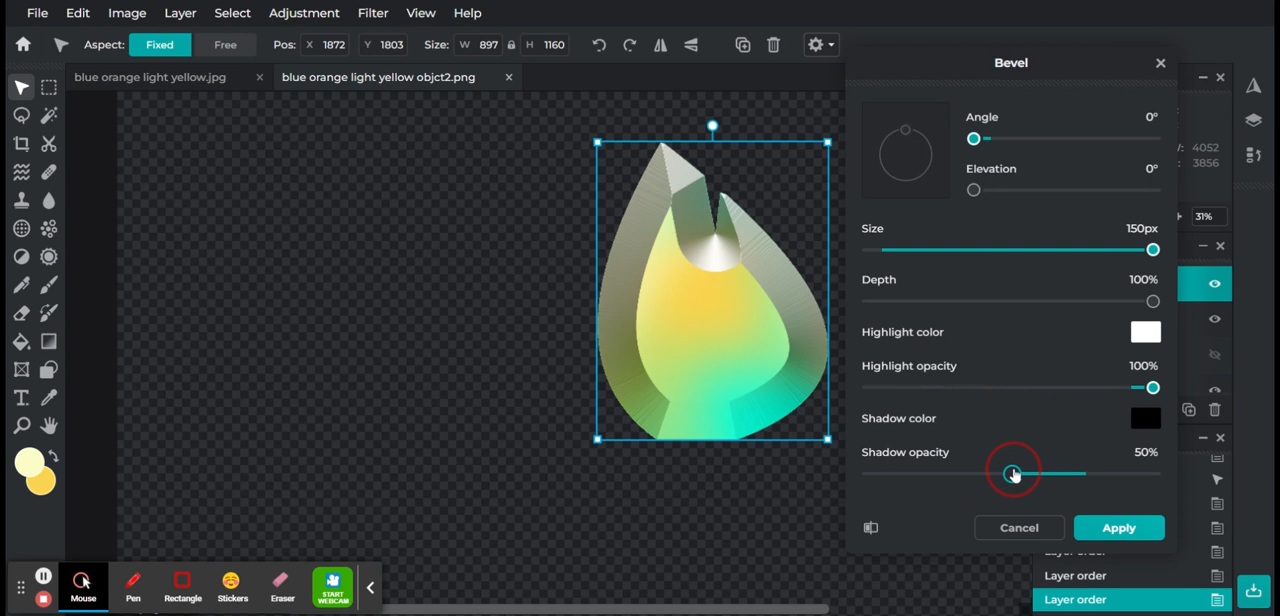 File Edit Image Layer Select Adjustment Filter View Help
Aspect: Fixed Free Pos: X 1872 Y 1803 Size: W 897 H 1160
blue orange light yellow.jpg × blue orange light yellow objct2.png ×
Bevel
Angle 0°
Elevation 0°
Size 150px
Depth 100%
Highlight color
Highlight opacity 100%
Shadow color
Shadow opacity 50%
Cancel Apply
4052
3856
31%
Layer order
Layer order
Mouse Pen Rectangle Stickers Eraser START
WEBCAM